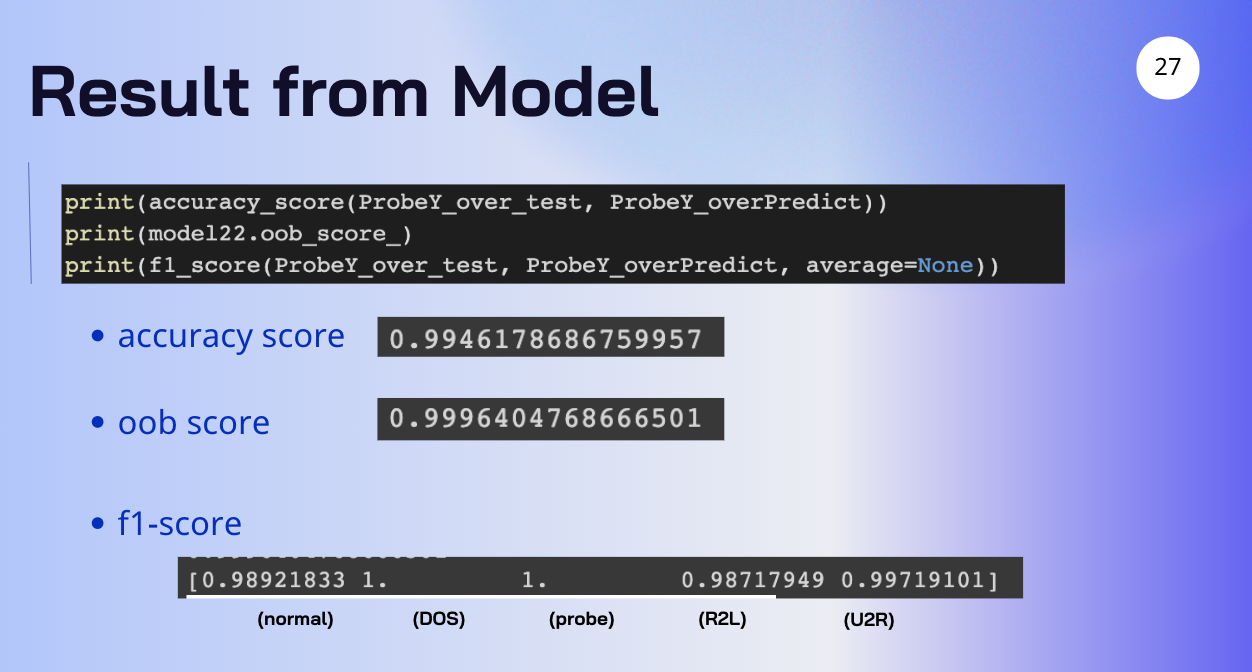 27
Result from Model
print(accuracy_score(ProbeY_over_test, ProbeY_overPredict))
print(model22.oob_score_)
print(f1_score(ProbeY_over_test, ProbeY_overPredict, average=None))
• accuracy score 0.9946178686759957
• oob score 0.9996404768666501
• f1-score
[0.98921833 1. 1. 0.98717949 0.99719101]
(normal) (DOS) (probe) (R2L) (U2R)